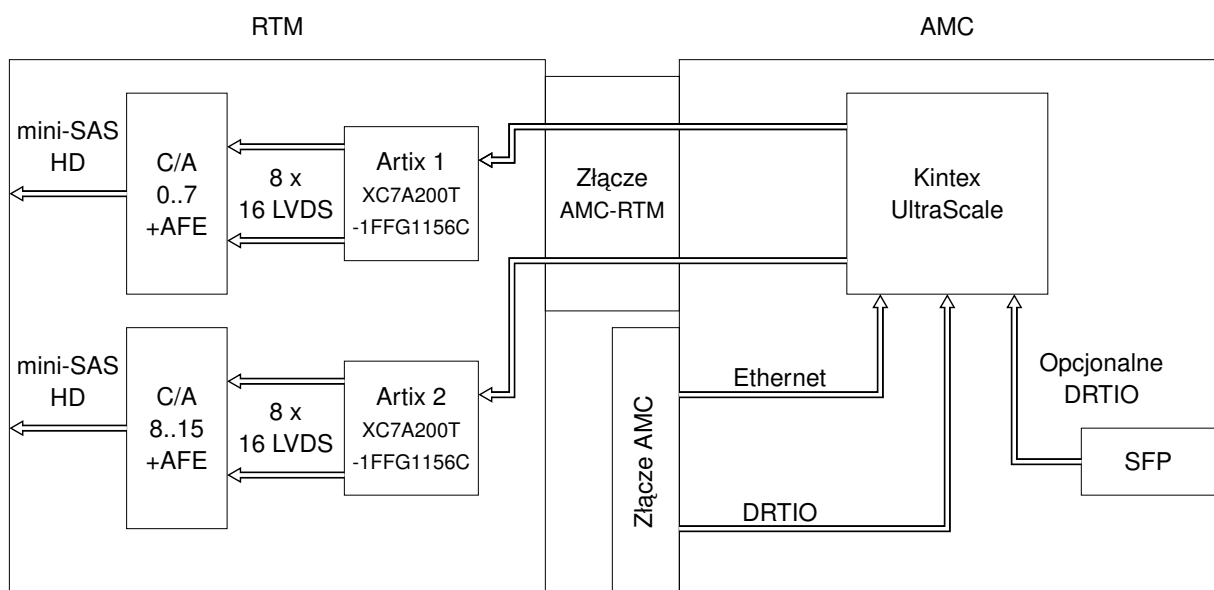 RTM
AMC
mini-SAS
HD
C/A
0..7
+AFE
8 x
16 LVDS
Artix 1
XC7A200T
-1FFG1156C
Złącze
AMC-RTM
Kintex
UltraScale
mini-SAS
HD
C/A
8..15
+AFE
8 x
16 LVDS
Artix 2
XC7A200T
-1FFG1156C
Złącze AMC
Ethernet
DRTIO
Opcjonalne
DRTIO
SFP